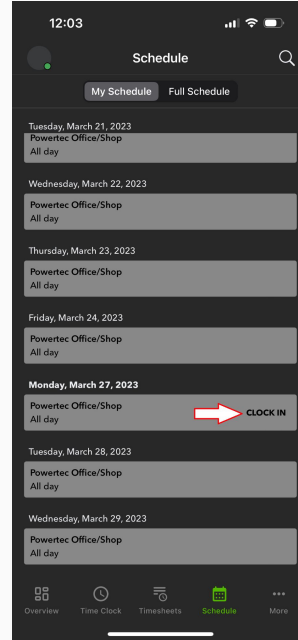 12:03
Schedule
My Schedule Full Schedule
Tuesday, March 21, 2023
Powertec Office/Shop
All day
Wednesday, March 22, 2023
Powertec Office/Shop
All day
Thursday, March 23, 2023
Powertec Office/Shop
All day
Friday, March 24, 2023
Powertec Office/Shop
All day
Monday, March 27, 2023
Powertec Office/Shop
CLOCK IN
All day
Tuesday, March 28, 2023
Powertec Office/Shop
All day
Wednesday, March 29, 2023
Powertec Office/Shop
All day
Overview Time Clock Timesheets Schedule More